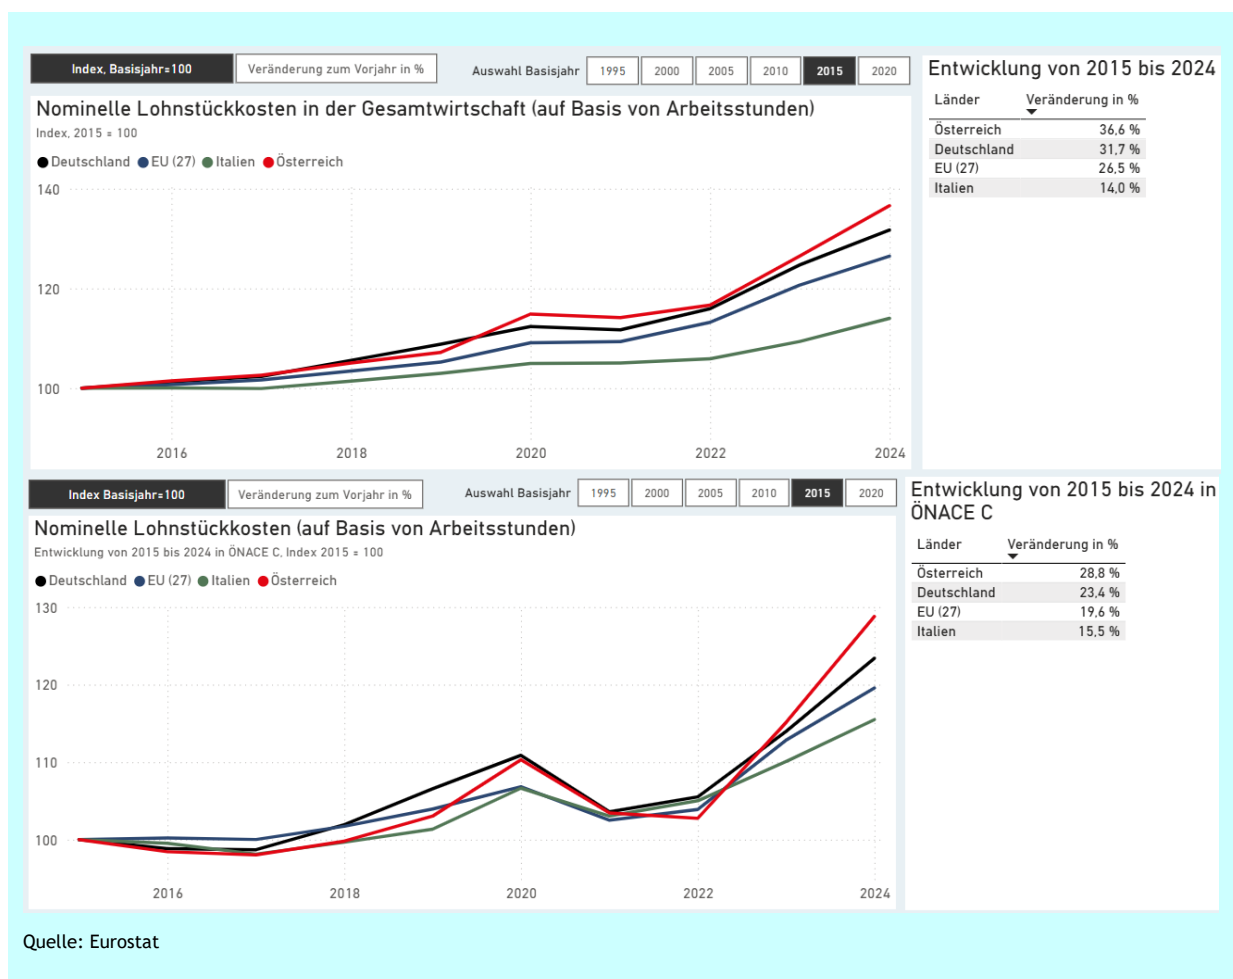 Index, Basisjahr=100
Veränderung zum Vorjahr in %
Auswahl Basisjahr
1995
2000
2005
2010
2015
2020
Nominelle Lohnstückkosten in der Gesamtwirtschaft (auf Basis von Arbeitsstunden)
Index, 2015 = 100
Deutschland EU (27) Italien Österreich
140
120
100
2016
2018
2020
2022
2024
Entwicklung von 2015 bis 2024
Länder Veränderung in %
Österreich 36,6 %
Deutschland 31,7 %
EU (27) 26,5 %
Italien 14,0 %
Index Basisjahr=100
Veränderung zum Vorjahr in %
Auswahl Basisjahr
1995
2000
2005
2010
2015
2020
Nominelle Lohnstückkosten (auf Basis von Arbeitsstunden)
Entwicklung von 2015 bis 2024 in ÖNACE C, Index 2015 = 100
Deutschland EU (27) Italien Österreich
130
120
110
100
2016
2018
2020
2022
2024
Entwicklung von 2015 bis 2024 in
ÖNACE C
Länder Veränderung in %
Österreich 28,8 %
Deutschland 23,4 %
EU (27) 19,6 %
Italien 15,5 %
Quelle: Eurostat